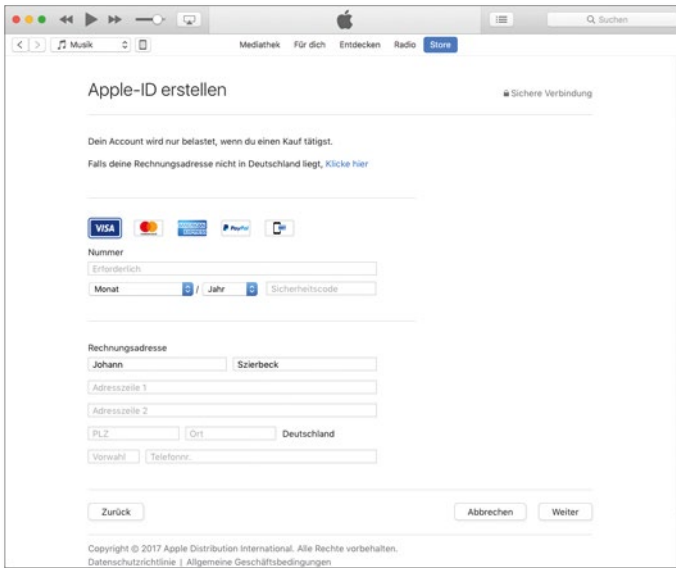 Suchen
Musik
Mediathek Für dich Entdecken Radio Store
Apple-ID erstellen
Sichere Verbindung
Dein Account wird nur belastet, wenn du einen Kauf tätigst.
Falls deine Rechnungsadresse nicht in Deutschland liegt, Klicke hier
VISA PayPal
Nummer
Erforderlich
Monat / Jahr Sicherheitscode
Rechnungsadresse
Johann Szierbeck
Adresszeile 1
Adresszeile 2
PLZ Ort Deutschland
Vorwahl Telefonnr.
Zurück Abbrechen Weiter
Copyright © 2017 Apple Distribution International. Alle Rechte vorbehalten.
Datenschutzrichtlinie | Allgemeine Geschäftsbedingungen